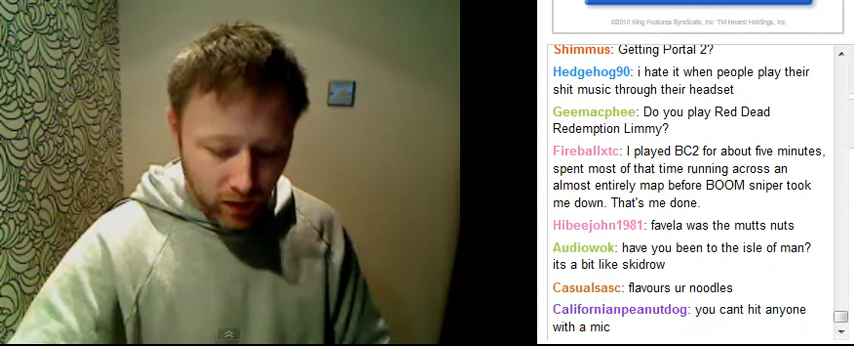 ©2010 King Features Syndicate, Inc TM Hearst Holdings, Inc
Shimmus: Getting Portal 2?
Hedgehog90: i hate it when people play their
shit music through their headset
Geemacphee: Do you play Red Dead
Redemption Limmy?
Fireballxtc: I played BC2 for about five minutes,
spent most of that time running across an
almost entirely map before BOOM sniper took
me down. That's me done.
Hibeejohn1981: favela was the mutts nuts
Audiowok: have you been to the isle of man?
its a bit like skidrow
Casualsasc: flavours ur noodles
Californianpeanutdog: you cant hit anyone
with a mic